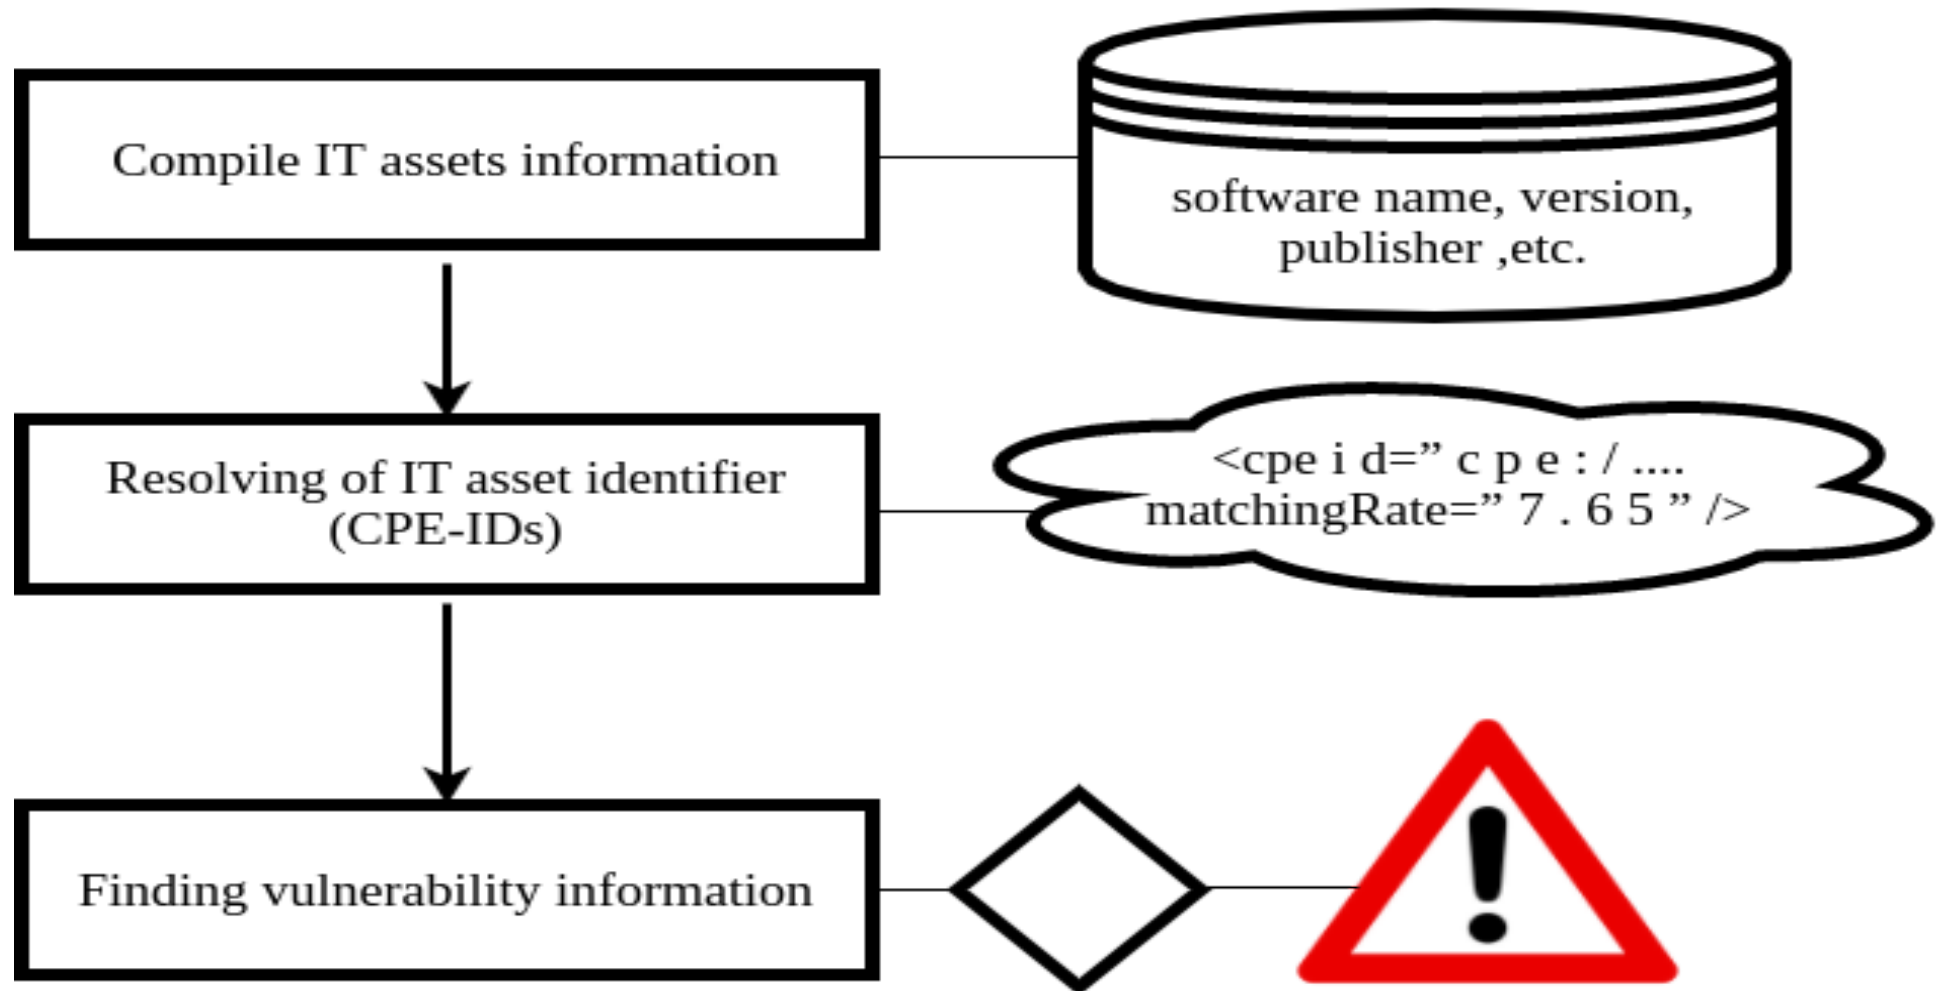 Compile IT assets information
software name, version,
publisher ,etc.
Resolving of IT asset identifier
(CPE-IDs)
<cpe i d=” c p e : / ....
matchingRate=” 7 . 6 5 ” />
Finding vulnerability information
!